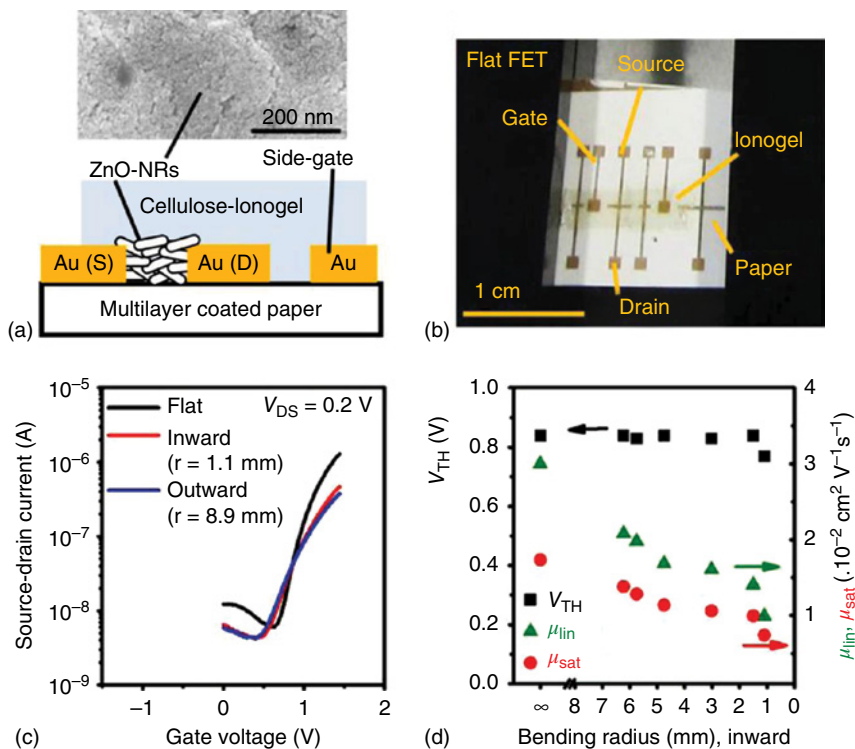 200 nm
ZnO-NRs
Side-gate
Cellulose-Ionogel
Au (S)
Au (D)
Au
Multilayer coated paper
(a)
Flat FET
Source
Gate
Ionogel
Paper
Drain
1 cm
(b)
Source-drain current (A)
10⁻⁵
10⁻⁶
10⁻⁷
10⁻⁸
10⁻⁹
Flat
V_DS = 0.2 V
Inward
(r = 1.1 mm)
Outward
(r = 8.9 mm)
−1 0 1 2
Gate voltage (V)
(c)
V_TH (V)
1.0
0.8
0.6
0.4
0.2
0.0
V_TH
μ_lin
μ_sat
4
3
2
1
μ_lin, μ_sat (.10⁻² cm² V⁻¹s⁻¹)
∞ 8 7 6 5 4 3 2 1 0
Bending radius (mm), inward
(d)